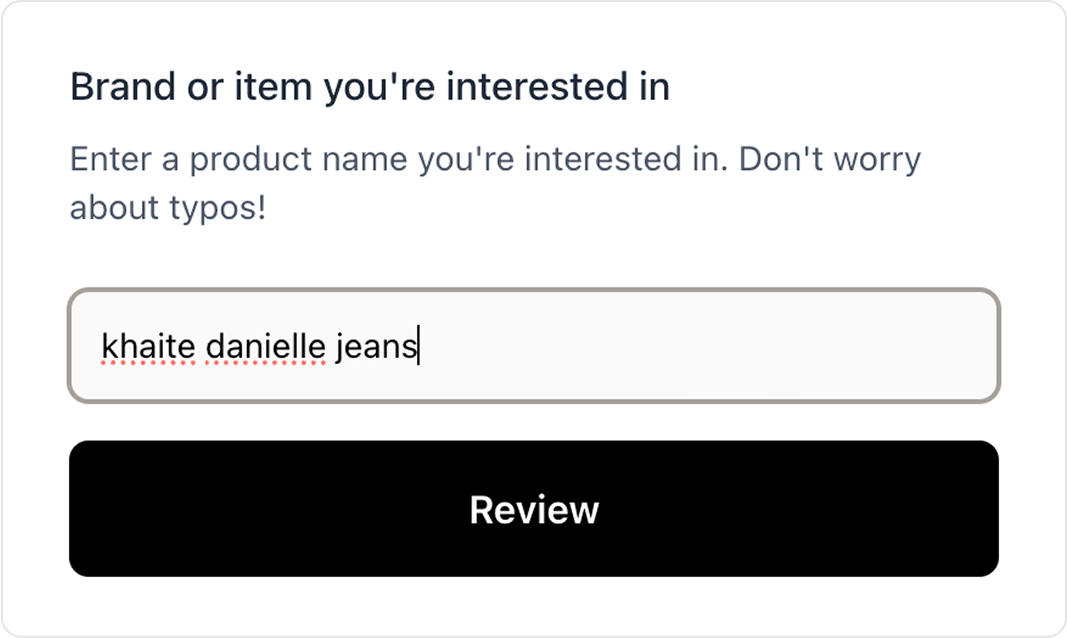 Brand or item you're interested in
Enter a product name you're interested in. Don't worry
about typos!
khaite danielle jeans
Review